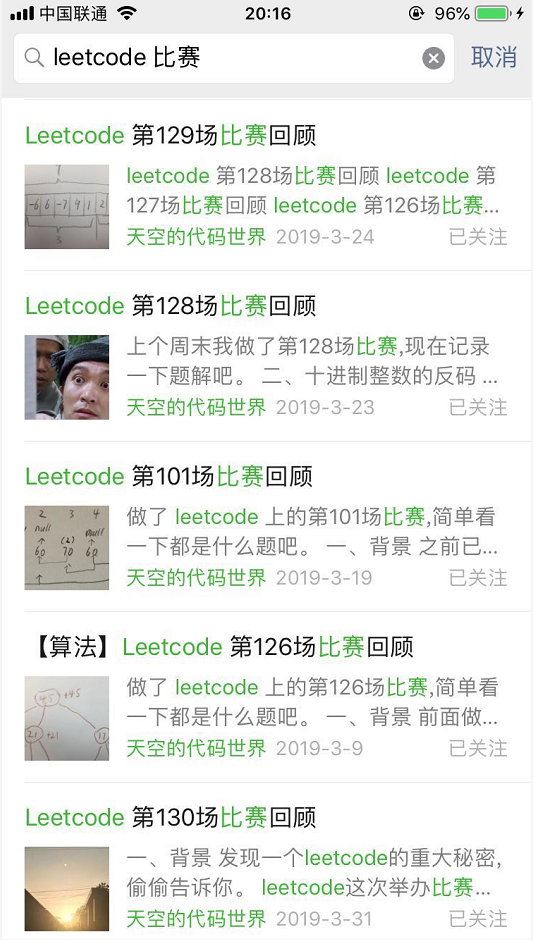 中国联通 20:16 96%
leetcode 比赛 取消
Leetcode 第129场比赛回顾
leetcode 第128场比赛回顾 leetcode 第
127场比赛回顾 leetcode 第126场比赛...
天空的代码世界 2019-3-24 已关注
Leetcode 第128场比赛回顾
上个周末我做了第128场比赛,现在记录
一下题解吧。 二、十进制整数的反码 ...
天空的代码世界 2019-3-23 已关注
Leetcode 第101场比赛回顾
2 3 4
null null
(2)
60 70 60
做了 leetcode 上的第101场比赛,简单看
一下都是什么题吧。 一、背景 之前已...
天空的代码世界 2019-3-19 已关注
【算法】Leetcode 第126场比赛回顾
45 +45
21 +21 11
做了 leetcode 上的第126场比赛,简单看
一下都是什么题吧。 一、背景 前面做...
天空的代码世界 2019-3-9 已关注
Leetcode 第130场比赛回顾
一、背景 发现一个leetcode的重大秘密,
偷偷告诉你。 leetcode这次举办比赛...
天空的代码世界 2019-3-31 已关注